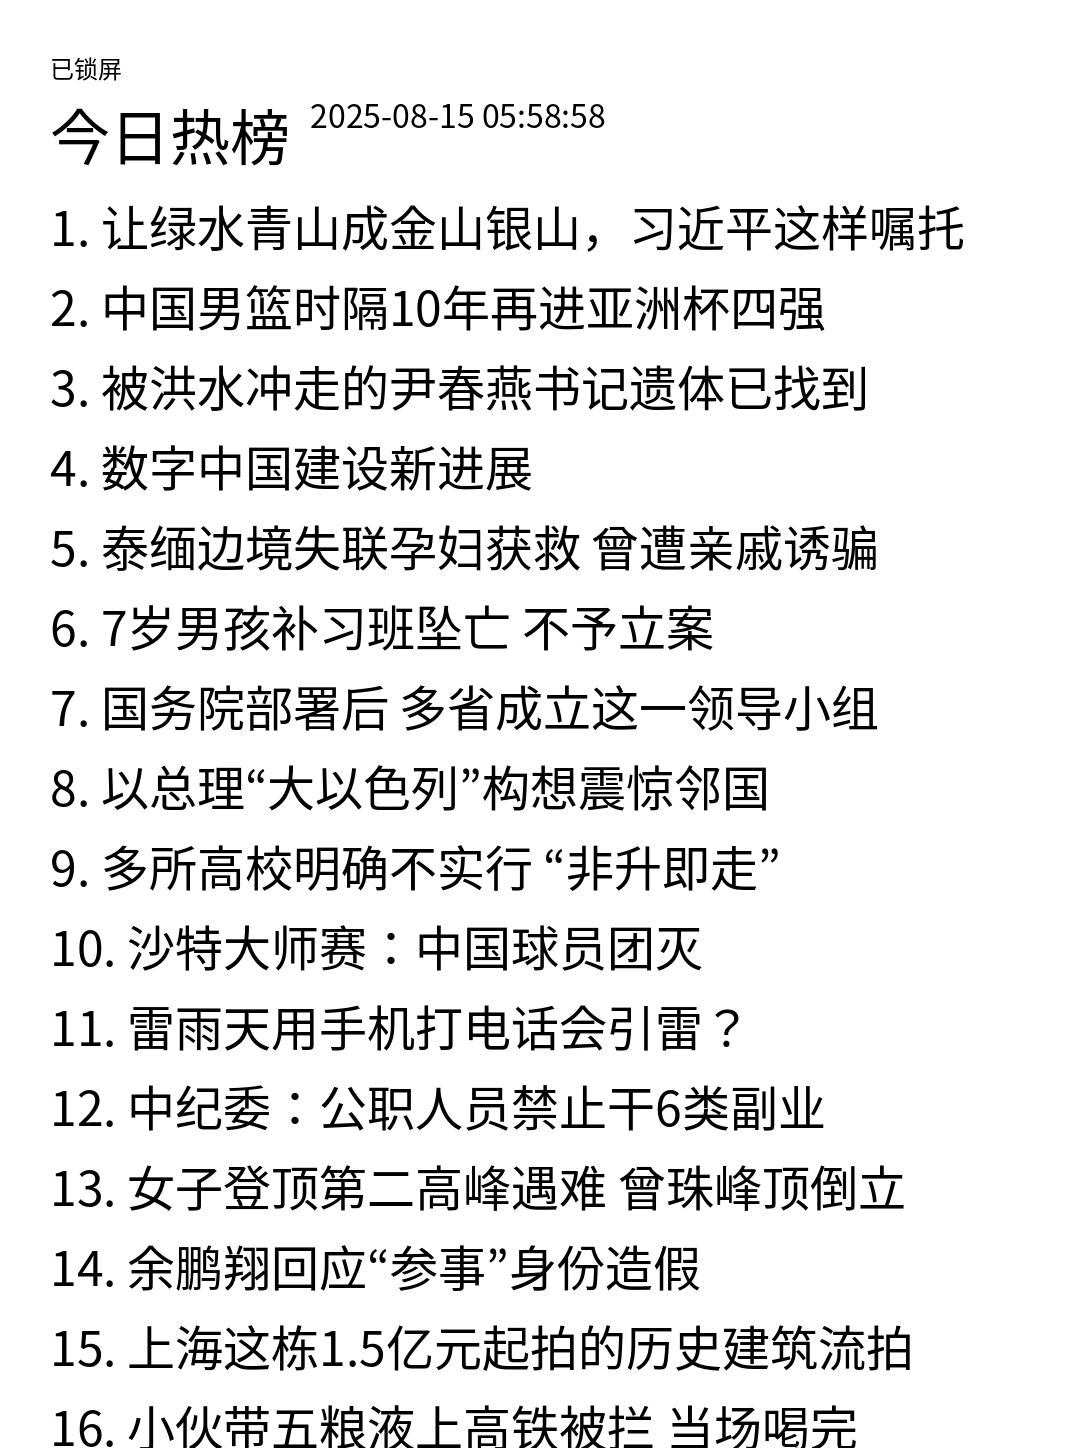 已锁屏
今日热榜 2025-08-15 05:58:58
1. 让绿水青山成金山银山，习近平这样嘱托
2. 中国男篮时隔10年再进亚洲杯四强
3. 被洪水冲走的尹春燕书记遗体已找到
4. 数字中国建设新进展
5. 泰缅边境失联孕妇获救 曾遭亲戚诱骗
6. 7岁男孩补习班坠亡 不予立案
7. 国务院部署后 多省成立这一领导小组
8. 以总理“大以色列”构想震惊邻国
9. 多所高校明确不实行 “非升即走”
10. 沙特大师赛：中国球员团灭
11. 雷雨天用手机打电话会引雷？
12. 中纪委：公职人员禁止干6类副业
13. 女子登顶第二高峰遇难 曾珠峰顶倒立
14. 余鹏翔回应“参事”身份造假
15. 上海这栋1.5亿元起拍的历史建筑流拍
16. 小伙带五粮液上高铁被拦 当场喝完